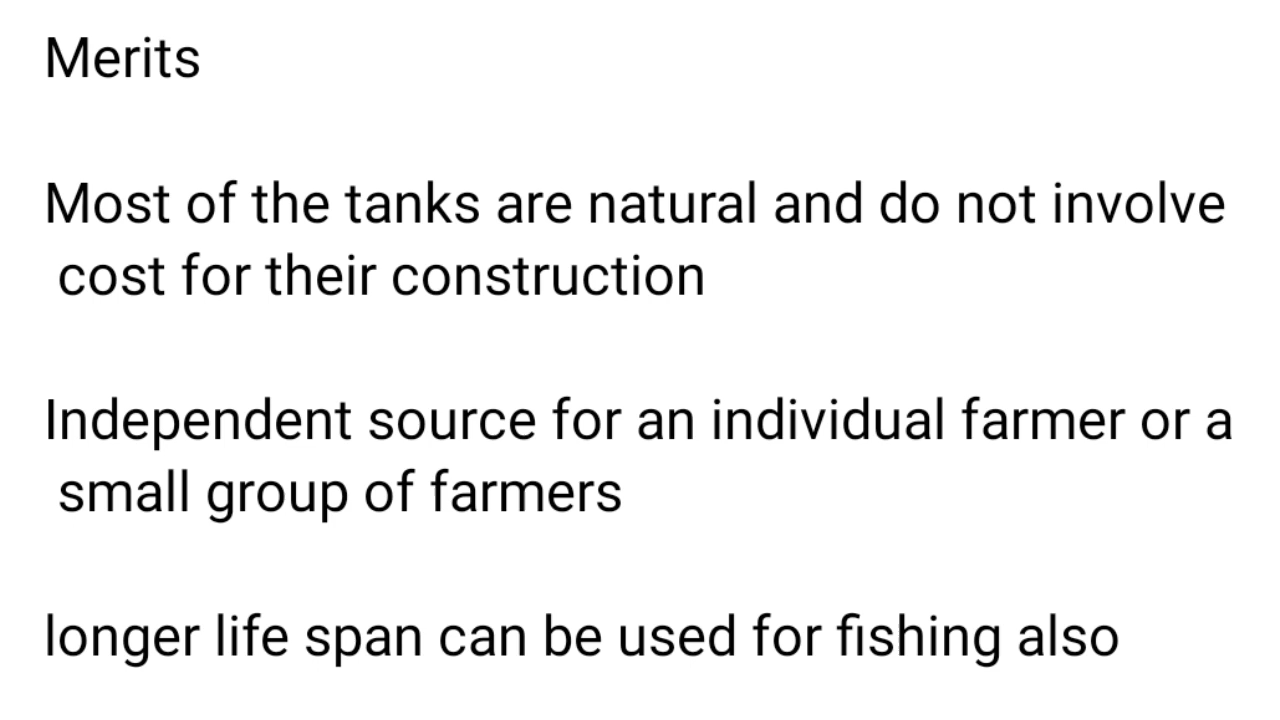 Merits
Most of the tanks are natural and do not involve
cost for their construction
Independent source for an individual farmer or a
small group of farmers
longer life span can be used for fishing also